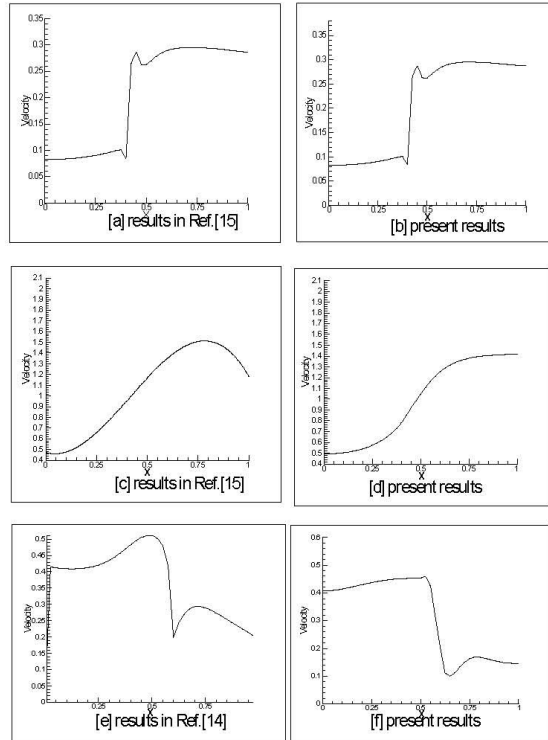 0.35
0.3
0.25
0.2
0.15
0.1
0.05
0
Velocity
0 0.25 0.5 0.75 1
X
[a] results in Ref.[15]
0.35
0.3
0.25
0.2
0.15
0.1
0.05
0
Velocity
0 0.25 0.5 0.75 1
X
[b] present results
2.1
2
1.9
1.8
1.7
1.6
1.5
1.4
1.3
1.2
1.1
1
0.9
0.8
0.7
0.6
0.5
0.4
Velocity
0 0.25 0.5 0.75 1
X
[c] results in Ref.[15]
2.1
2
1.9
1.8
1.7
1.6
1.5
1.4
1.3
1.2
1.1
1
0.9
0.8
0.7
0.6
0.5
0.4
Velocity
0 0.25 0.5 0.75 1
X
[d] present results
0.5
0.45
0.4
0.35
0.3
0.25
0.2
0.15
0.1
0.05
0
Velocity
0 0.25 0.5 0.75
X
[e] results in Ref.[14]
0.6
0.5
0.4
0.3
0.2
0.1
0
Velocity
0 0.25 0.5 0.75 1
X
[f] present results